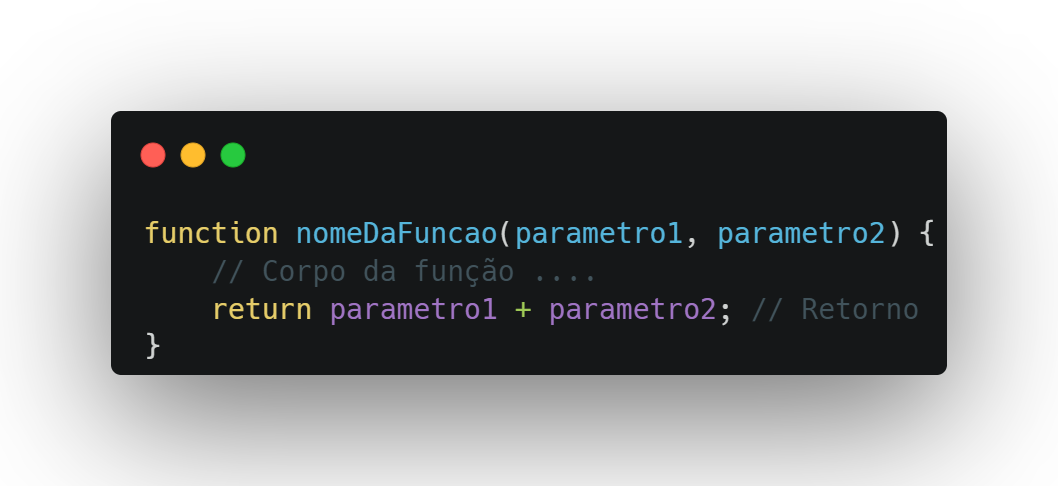 function nomeDaFuncao(parametro1, parametro2) {
    // Corpo da função ....
    return parametro1 + parametro2; // Retorno
}